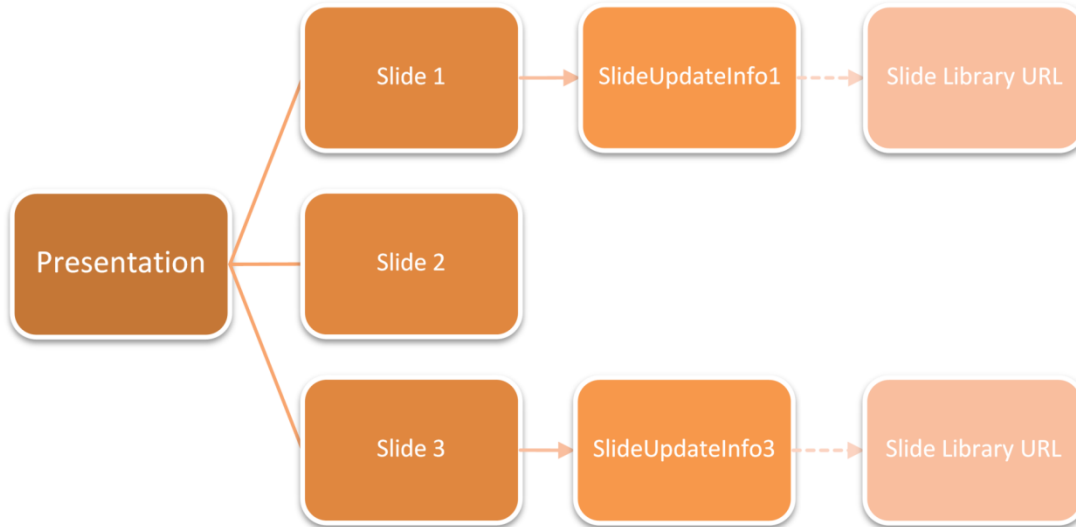 Slide 1
SlideUpdateInfo1
Slide Library URL
Presentation
Slide 2
Slide 3
SlideUpdateInfo3
Slide Library URL